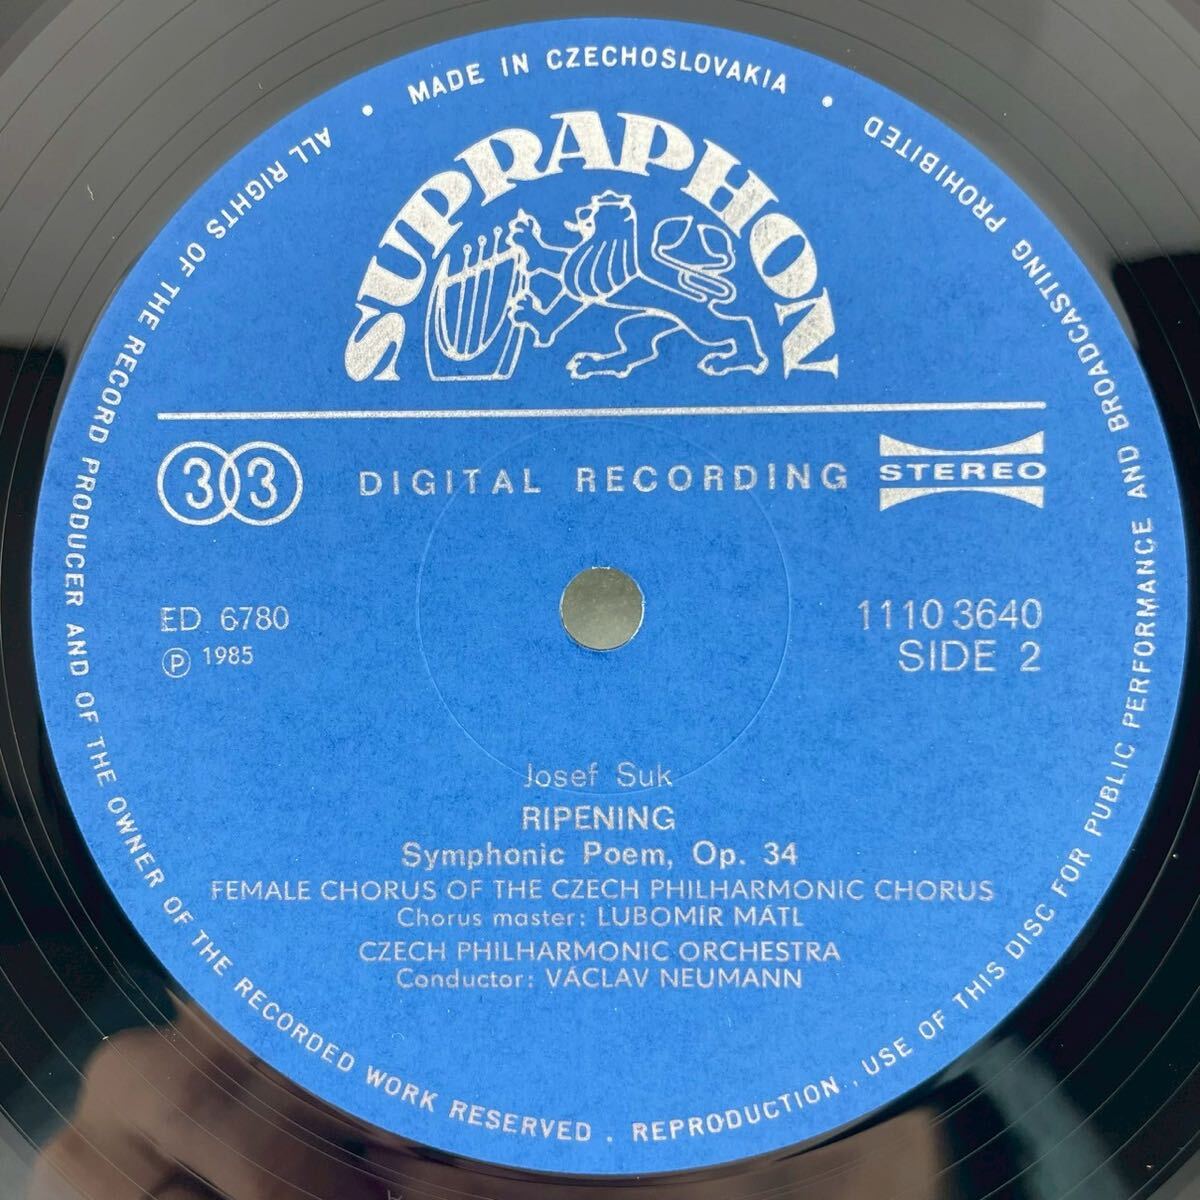 MADE IN CZECHOSLOVAKIA
SUPRAPHON
33
DIGITAL RECORDING
STEREO
ED 6780
Ⓟ 1985
1110 3640
SIDE 2
Josef Suk
RIPENING
Symphonic Poem, Op. 34
FEMALE CHORUS OF THE CZECH PHILHARMONIC CHORUS
Chorus master: LUBOMÍR MÁTL
CZECH PHILHARMONIC ORCHESTRA
Conductor: VÁCLAV NEUMANN
ALL RIGHTS OF THE RECORD PRODUCER AND OF THE OWNER OF THE RECORDED WORK RESERVED . REPRODUCTION, USE OF THIS DISC FOR PUBLIC PERFORMANCE AND BROADCASTING PROHIBITED